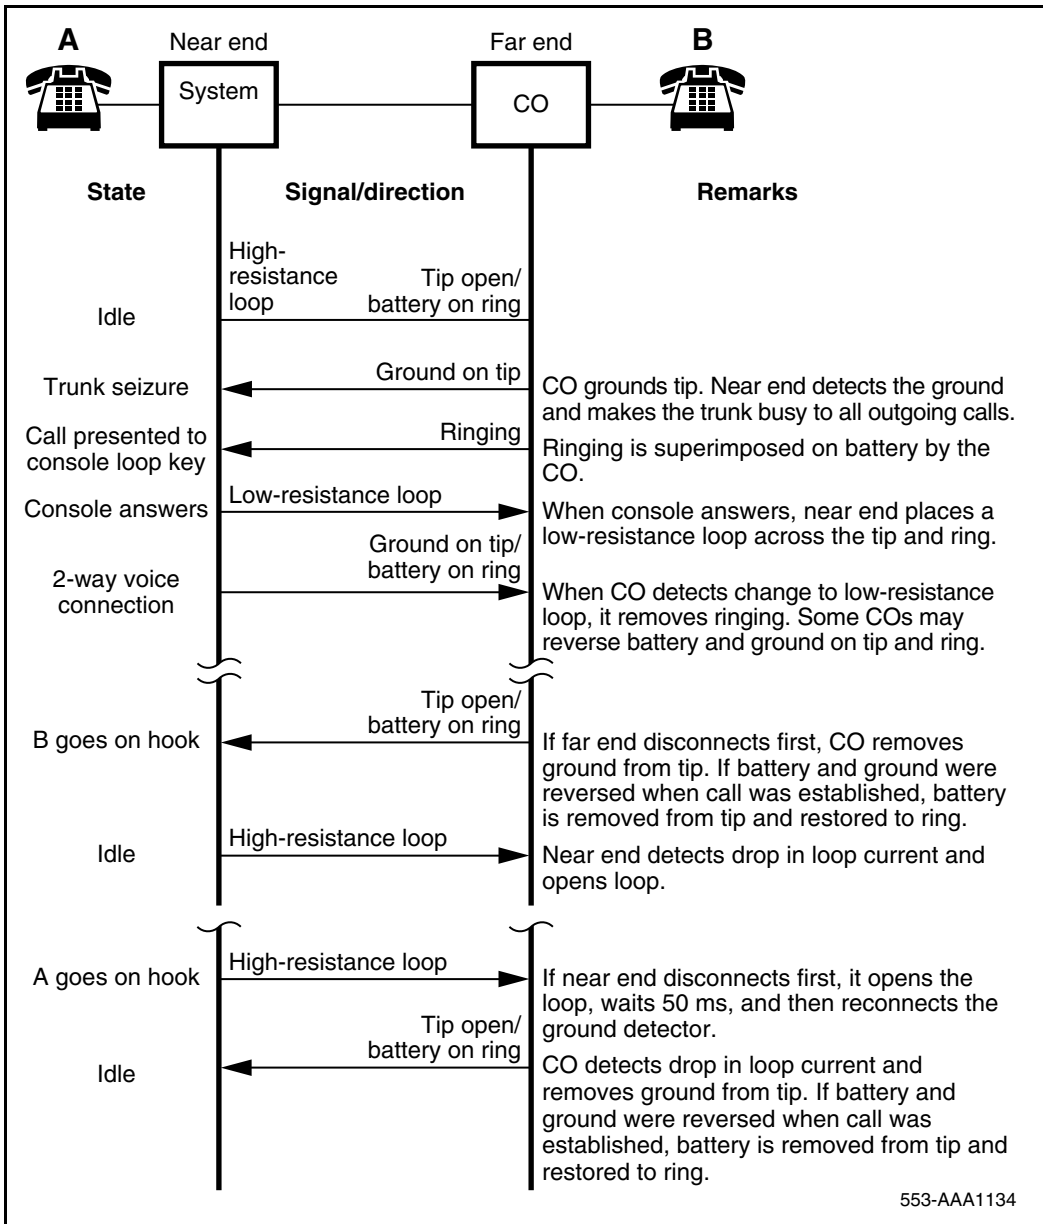 A
Near end
Far end
B
System
CO
State
Signal/direction
Remarks
High-
resistance
loop
Tip open/
battery on ring
Idle
Ground on tip
Trunk seizure
CO grounds tip. Near end detects the ground
and makes the trunk busy to all outgoing calls.
Call presented to
console loop key
Ringing
Ringing is superimposed on battery by the
CO.
Console answers
Low-resistance loop
When console answers, near end places a
low-resistance loop across the tip and ring.
Ground on tip/
battery on ring
2-way voice
connection
When CO detects change to low-resistance
loop, it removes ringing. Some COs may
reverse battery and ground on tip and ring.
Tip open/
battery on ring
B goes on hook
If far end disconnects first, CO removes
ground from tip. If battery and ground were
reversed when call was established, battery
is removed from tip and restored to ring.
Idle
High-resistance loop
Near end detects drop in loop current and
opens loop.
A goes on hook
High-resistance loop
If near end disconnects first, it opens the
loop, waits 50 ms, and then reconnects the
ground detector.
Tip open/
battery on ring
Idle
CO detects drop in loop current and
removes ground from tip. If battery and
ground were reversed when call was
established, battery is removed from tip and
restored to ring.
553-AAA1134